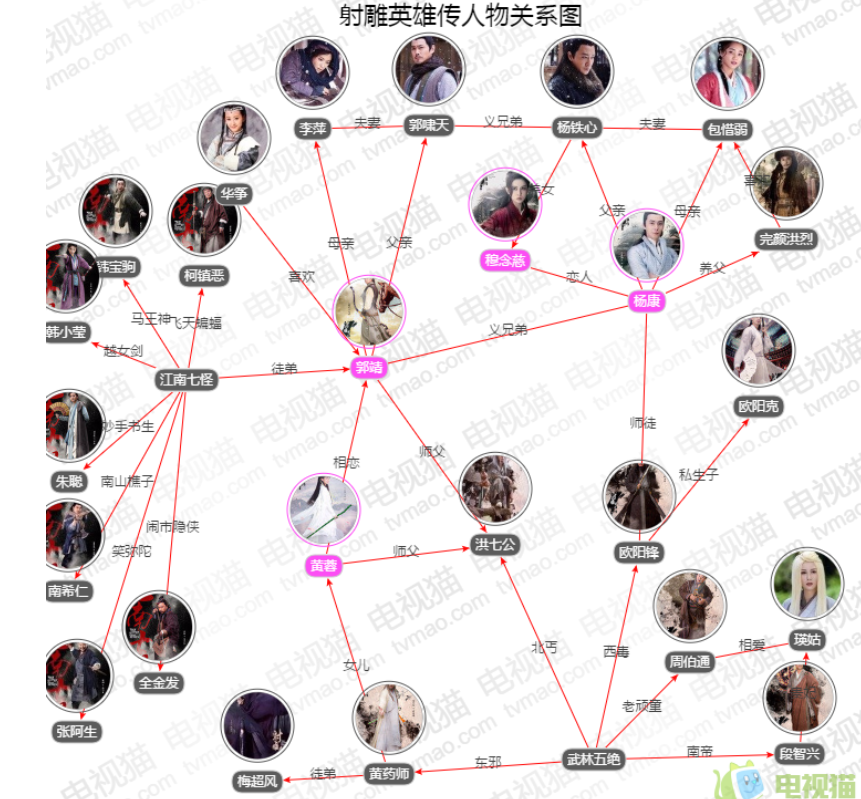 射雕英雄传人物关系图
李萍
夫妻
郭啸天
义兄弟
杨铁心
夫妻
包惜弱
华筝
韩宝驹
柯镇恶
父亲
母亲
完颜洪烈
穆念慈
恋人
养父
杨康
母亲
父亲
喜欢
义兄弟
韩小莹
马王神
飞天蝙蝠
越女剑
江南七怪
徒弟
郭靖
欧阳克
妙手书生
朱聪
南山樵子
师徒
师父
相恋
私生子
闹市隐侠
笑弥陀
黄蓉
师父
洪七公
欧阳锋
南希仁
全金发
张阿生
女儿
北丐
西毒
周伯通
相爱
瑛姑
老顽童
梅超风
徒弟
黄药师
东邪
武林五绝
南帝
段智兴
电视猫
tvmao.com